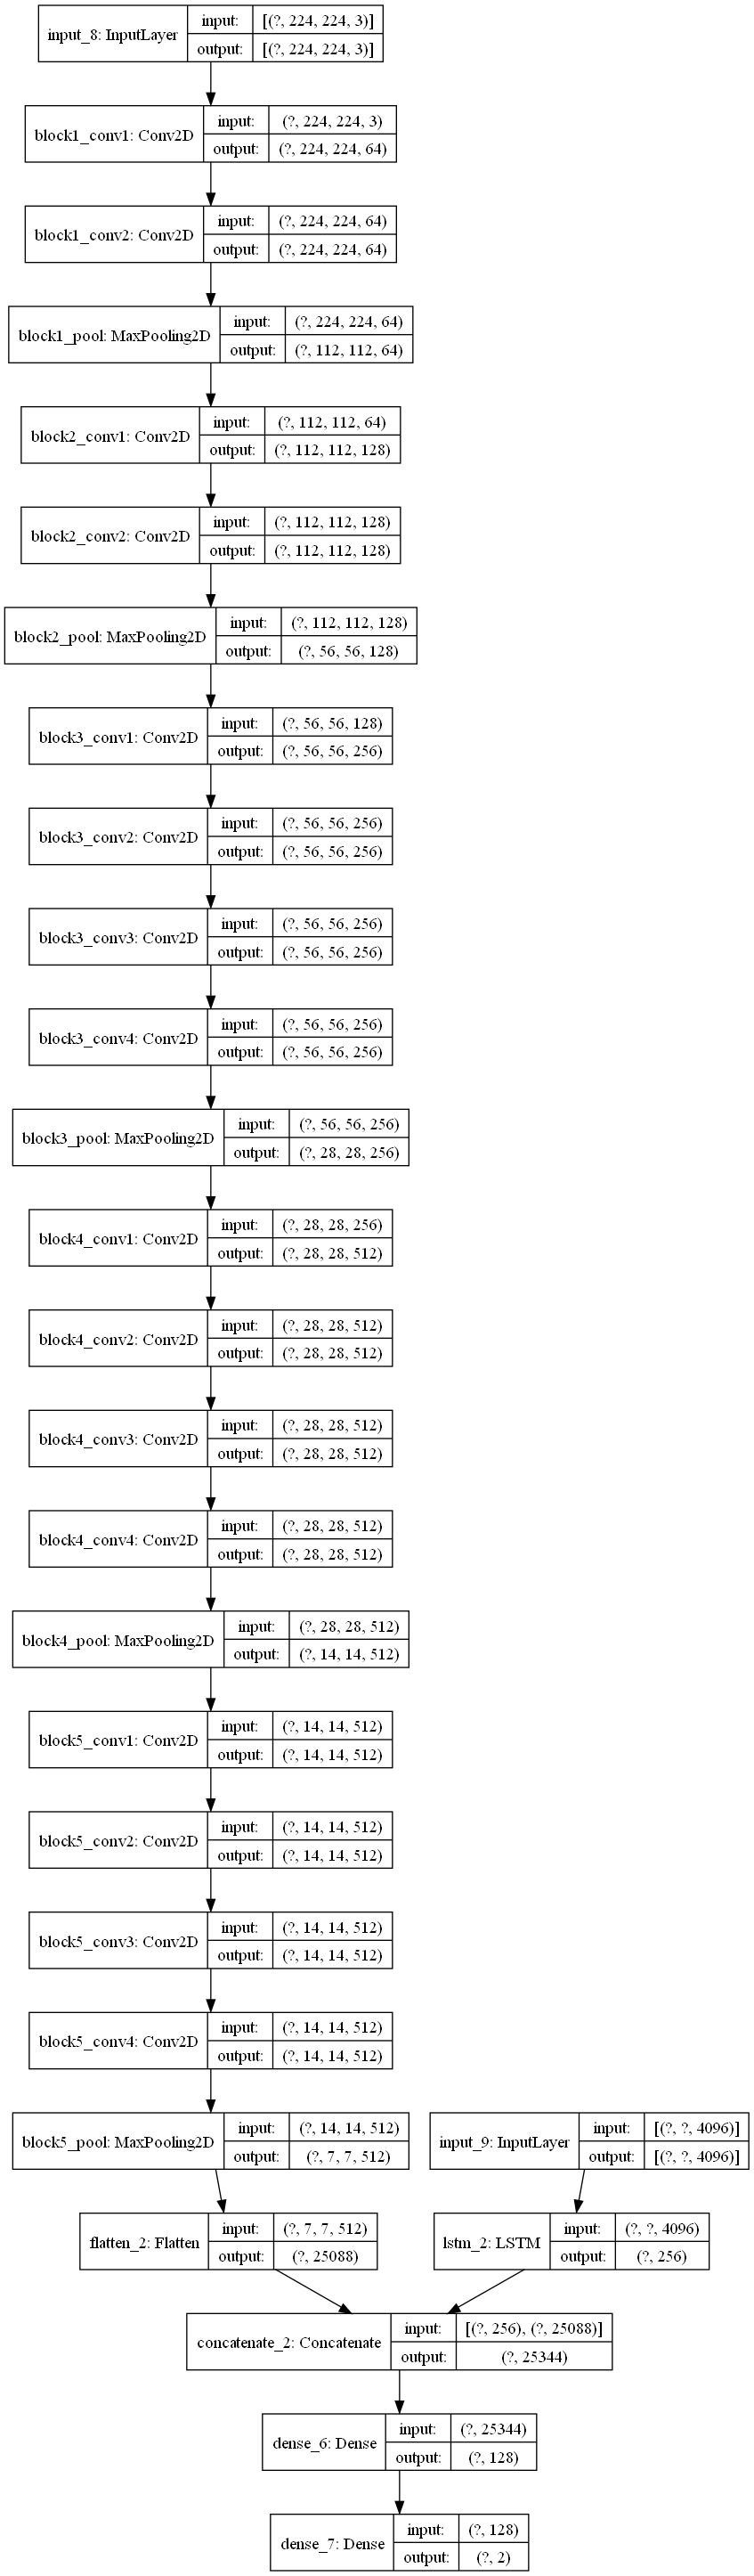 input_8: InputLayer
input: [(?, 224, 224, 3)]
output: [(?, 224, 224, 3)]
block1_conv1: Conv2D
input: (?, 224, 224, 3)
output: (?, 224, 224, 64)
block1_conv2: Conv2D
input: (?, 224, 224, 64)
output: (?, 224, 224, 64)
block1_pool: MaxPooling2D
input: (?, 224, 224, 64)
output: (?, 112, 112, 64)
block2_conv1: Conv2D
input: (?, 112, 112, 64)
output: (?, 112, 112, 128)
block2_conv2: Conv2D
input: (?, 112, 112, 128)
output: (?, 112, 112, 128)
block2_pool: MaxPooling2D
input: (?, 112, 112, 128)
output: (?, 56, 56, 128)
block3_conv1: Conv2D
input: (?, 56, 56, 128)
output: (?, 56, 56, 256)
block3_conv2: Conv2D
input: (?, 56, 56, 256)
output: (?, 56, 56, 256)
block3_conv3: Conv2D
input: (?, 56, 56, 256)
output: (?, 56, 56, 256)
block3_conv4: Conv2D
input: (?, 56, 56, 256)
output: (?, 56, 56, 256)
block3_pool: MaxPooling2D
input: (?, 56, 56, 256)
output: (?, 28, 28, 256)
block4_conv1: Conv2D
input: (?, 28, 28, 256)
output: (?, 28, 28, 512)
block4_conv2: Conv2D
input: (?, 28, 28, 512)
output: (?, 28, 28, 512)
block4_conv3: Conv2D
input: (?, 28, 28, 512)
output: (?, 28, 28, 512)
block4_conv4: Conv2D
input: (?, 28, 28, 512)
output: (?, 28, 28, 512)
block4_pool: MaxPooling2D
input: (?, 28, 28, 512)
output: (?, 14, 14, 512)
block5_conv1: Conv2D
input: (?, 14, 14, 512)
output: (?, 14, 14, 512)
block5_conv2: Conv2D
input: (?, 14, 14, 512)
output: (?, 14, 14, 512)
block5_conv3: Conv2D
input: (?, 14, 14, 512)
output: (?, 14, 14, 512)
block5_conv4: Conv2D
input: (?, 14, 14, 512)
output: (?, 14, 14, 512)
block5_pool: MaxPooling2D
input: (?, 14, 14, 512)
output: (?, 7, 7, 512)
input_9: InputLayer
input: [(?, ?, 4096)]
output: [(?, ?, 4096)]
flatten_2: Flatten
input: (?, 7, 7, 512)
output: (?, 25088)
lstm_2: LSTM
input: (?, ?, 4096)
output: (?, 256)
concatenate_2: Concatenate
input: [(?, 256), (?, 25088)]
output: (?, 25344)
dense_6: Dense
input: (?, 25344)
output: (?, 128)
dense_7: Dense
input: (?, 128)
output: (?, 2)